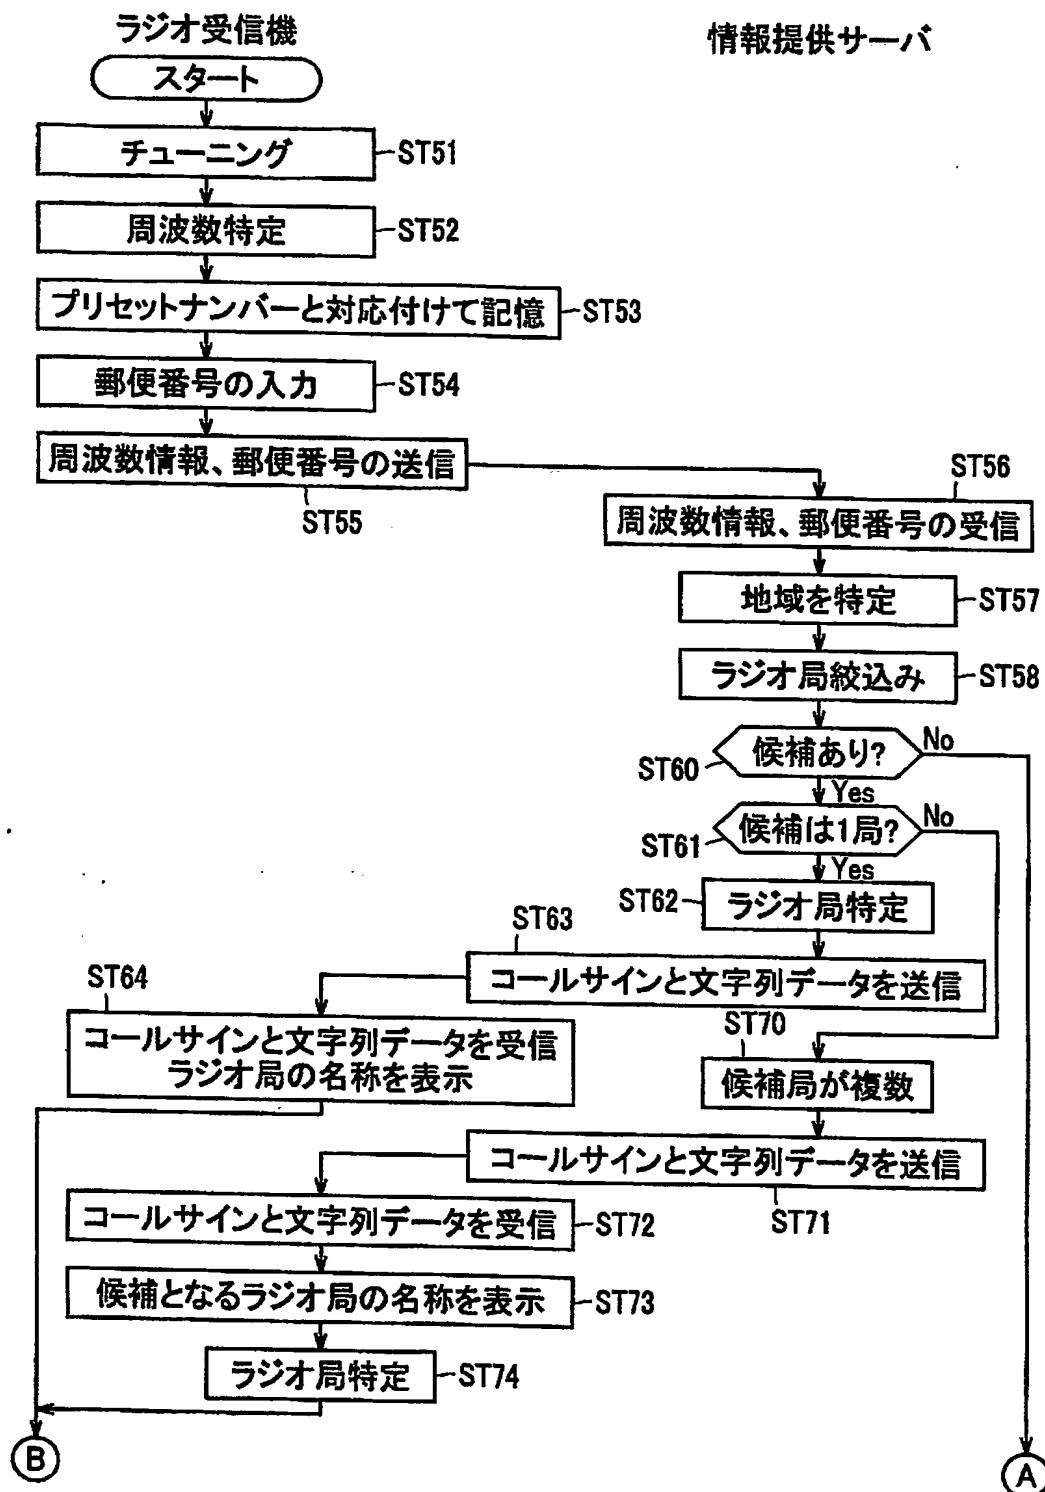 ラジオ受信機
情報提供サーバ
スタート
チューニング
ST51
周波数特定
ST52
プリセットナンバーと対応付けて記憶
ST53
郵便番号の入力
ST54
周波数情報、郵便番号の送信
ST55
ST56
周波数情報、郵便番号の受信
地域を特定
ST57
ラジオ局絞込み
ST58
候補あり?
No
ST60
Yes
候補は1局?
No
ST61
Yes
ST62
ラジオ局特定
ST63
コールサインと文字列データを送信
ST64
コールサインと文字列データを受信
ラジオ局の名称を表示
ST70
候補局が複数
コールサインと文字列データを送信
ST71
コールサインと文字列データを受信
ST72
候補となるラジオ局の名称を表示
ST73
ラジオ局特定
ST74
B
A